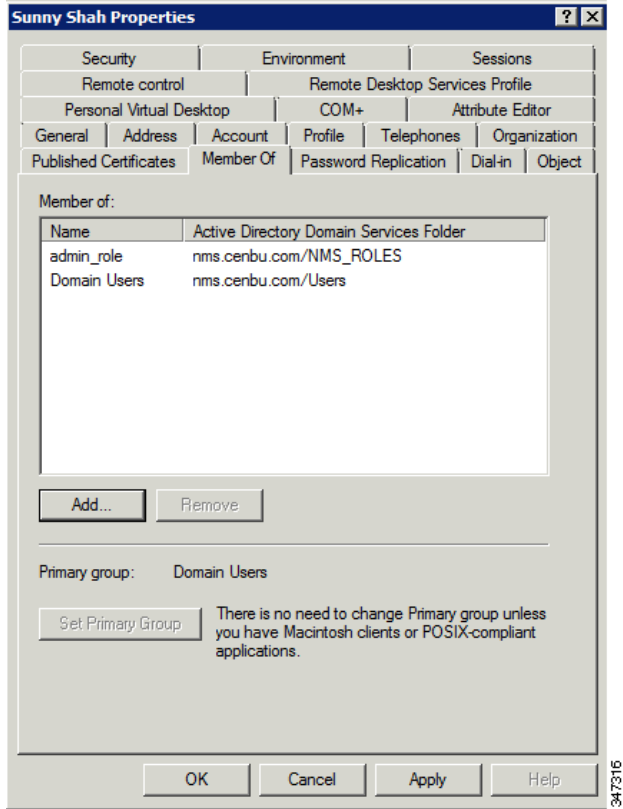 Sunny Shah Properties ? X
Security Environment Sessions
Remote control Remote Desktop Services Profile
Personal Virtual Desktop COM+ Attribute Editor
General Address Account Profile Telephones Organization
Published Certificates Member Of Password Replication Dial-in Object
Member of:
Name Active Directory Domain Services Folder
admin_role nms.cenbu.com/NMS_ROLES
Domain Users nms.cenbu.com/Users
Add... Remove
Primary group: Domain Users
Set Primary Group
There is no need to change Primary group unless
you have Macintosh clients or POSIX-compliant
applications.
OK Cancel Apply Help
347316